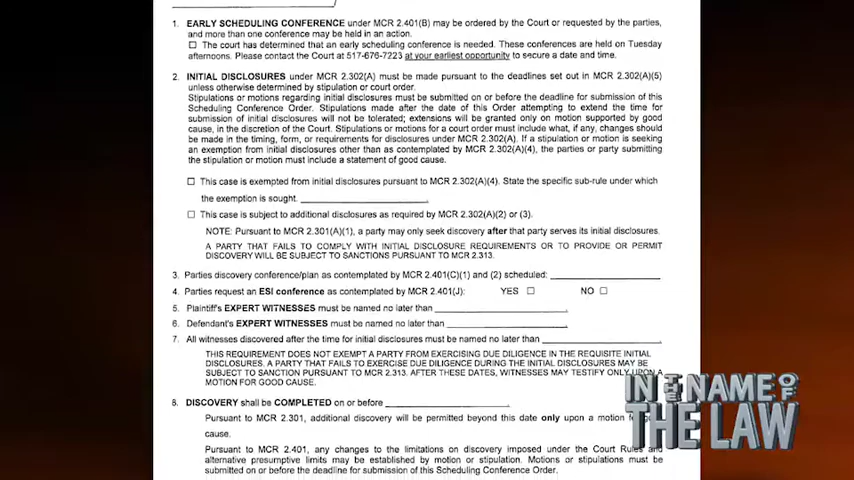 1. EARLY SCHEDULING CONFERENCE under MCR 2.401(B) may be ordered by the Court or requested by the parties,
and more than one conference may be held in an action.
☐ The court has determined that an early scheduling conference is needed. These conferences are held on Tuesday
afternoons. Please contact the Court at 517-676-7223 at your earliest opportunity to secure a date and time.
2. INITIAL DISCLOSURES under MCR 2.302(A) must be made pursuant to the deadlines set out in MCR 2.302(A)(5)
unless otherwise determined by stipulation or court order.
Stipulations or motions regarding initial disclosures must be submitted on or before the deadline for submission of this
Scheduling Conference Order. Stipulations made after the date of this Order attempting to extend the time for
submission of initial disclosures will not be tolerated; extensions will be granted only on motion supported by good
cause, in the discretion of the Court. Stipulations or motions for a court order must include what, if any, changes should
be made in the timing, form, or requirements for disclosures under MCR 2.302(A). If a stipulation or motion is seeking
an exemption from initial disclosures other than as contemplated by MCR 2.302(A)(4), the parties or party submitting
the stipulation or motion must include a statement of good cause.
☐ This case is exempted from initial disclosures pursuant to MCR 2.302(A)(4). State the specific sub-rule under which
the exemption is sought. ____________________.
☐ This case is subject to additional disclosures as required by MCR 2.302(A)(2) or (3).
NOTE: Pursuant to MCR 2.301(A)(1), a party may only seek discovery after that party serves its initial disclosures.
A PARTY THAT FAILS TO COMPLY WITH INITIAL DISCLOSURE REQUIREMENTS OR TO PROVIDE OR PERMIT
DISCOVERY WILL BE SUBJECT TO SANCTIONS PURSUANT TO MCR 2.313.
3. Parties discovery conference/plan as contemplated by MCR 2.401(C)(1) and (2) scheduled: ____________________
4. Parties request an ESI conference as contemplated by MCR 2.401(J): YES ☐ NO ☐
5. Plaintiff's EXPERT WITNESSES must be named no later than ____________________.
6. Defendant's EXPERT WITNESSES must be named no later than ____________________.
7. All witnesses discovered after the time for initial disclosures must be named no later than ____________________.
THIS REQUIREMENT DOES NOT EXEMPT A PARTY FROM EXERCISING DUE DILIGENCE IN THE REQUISITE INITIAL
DISCLOSURES. A PARTY THAT FAILS TO EXERCISE DUE DILIGENCE DURING THE INITIAL DISCLOSURES MAY BE
SUBJECT TO SANCTION PURSUANT TO MCR 2.313. AFTER THESE DATES, WITNESSES MAY TESTIFY ONLY UPON A
MOTION FOR GOOD CAUSE.
8. DISCOVERY shall be COMPLETED on or before ____________________.
Pursuant to MCR 2.301, additional discovery will be permitted beyond this date only upon a motion
cause.
Pursuant to MCR 2.401, any changes to the limitations on discovery imposed under the Court Rules and
alternative presumptive limits may be established by motion or stipulation. Motions or stipulations must be
submitted on or before the deadline for submission of this Scheduling Conference Order.
IN THE NAME OF
THE LAW